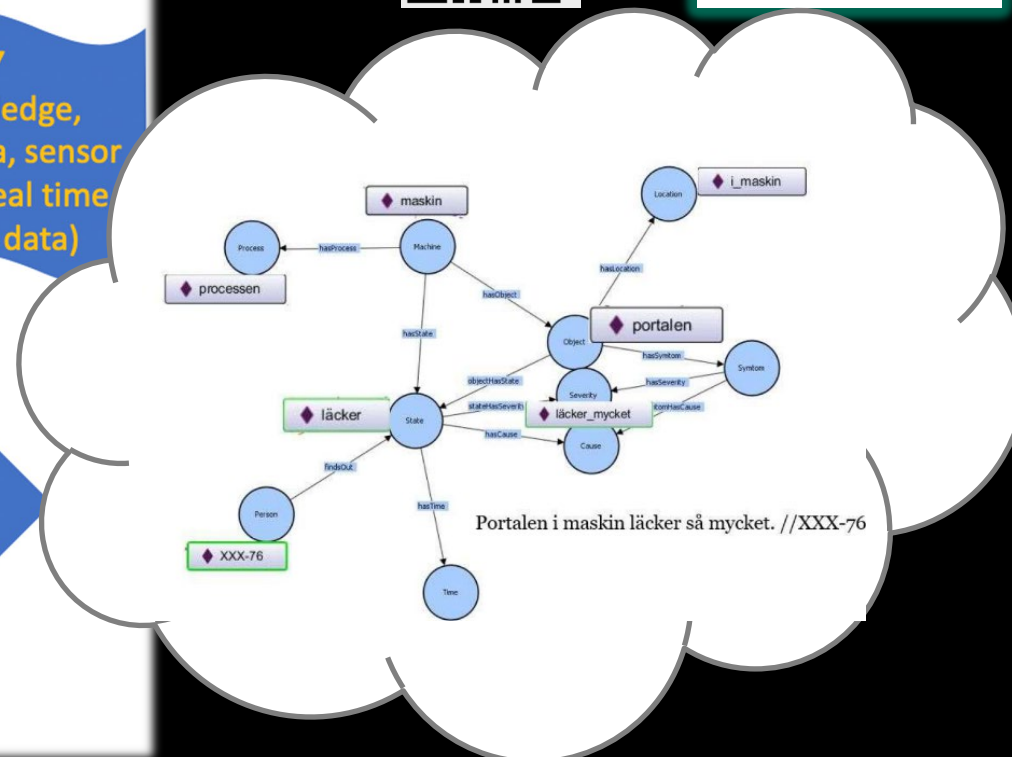 edge,
a, sensor
eal time
data)
i_maskin
Location
maskin
Process
hasProcess
Machine
hasLocation
processen
hasObject
portalen
hasState
Object
hasSymtom
Symtom
objectHasState
hasSeverity
Severity
läcker
stateHasSeverit
läcker_mycket
tomHasCause
State
hasCause
Cause
findsOut
hasTime
Person
Portalen i maskin läcker så mycket. //XXX-76
XXX-76
Time